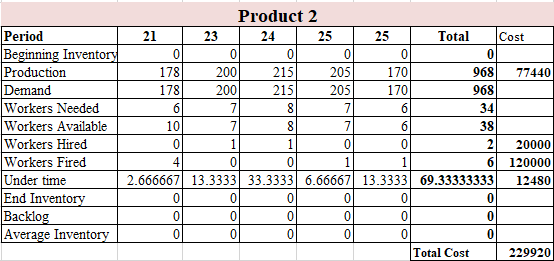 Product 2
Period 21 23 24 25 25 Total Cost
Beginning Inventory 0 0 0 0 0 0
Production 178 200 215 205 170 968 77440
Demand 178 200 215 205 170 968
Workers Needed 6 7 8 7 6 34
Workers Available 10 7 8 7 6 38
Workers Hired 0 1 1 0 0 2 20000
Workers Fired 4 0 0 1 1 6 120000
Under time 2.666667 13.3333 33.3333 6.66667 13.3333 69.33333333 12480
End Inventory 0 0 0 0 0 0
Backlog 0 0 0 0 0 0
Average Inventory 0 0 0 0 0 0
Total Cost 229920